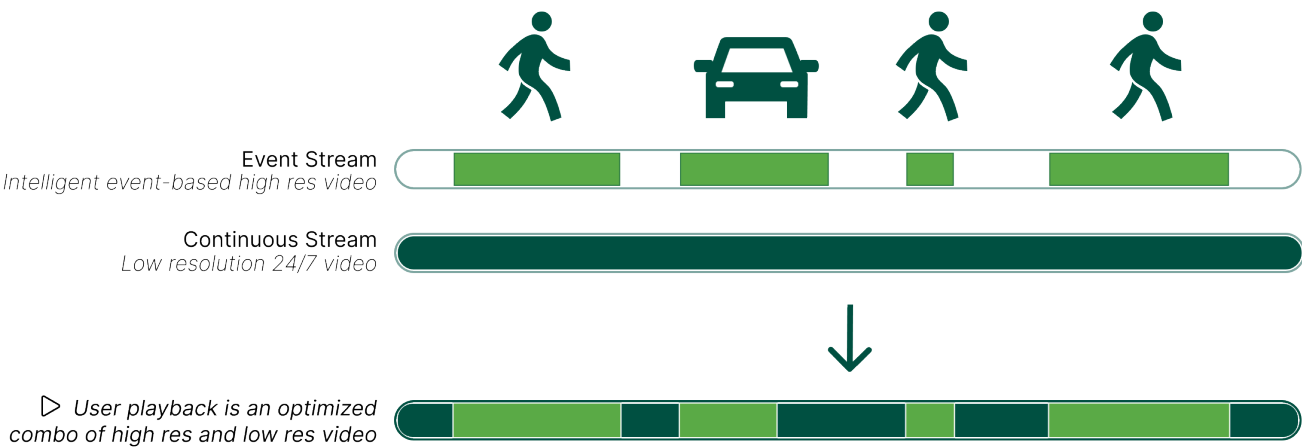 Event Stream
Intelligent event-based high res video
Continuous Stream
Low resolution 24/7 video
User playback is an optimized
combo of high res and low res video